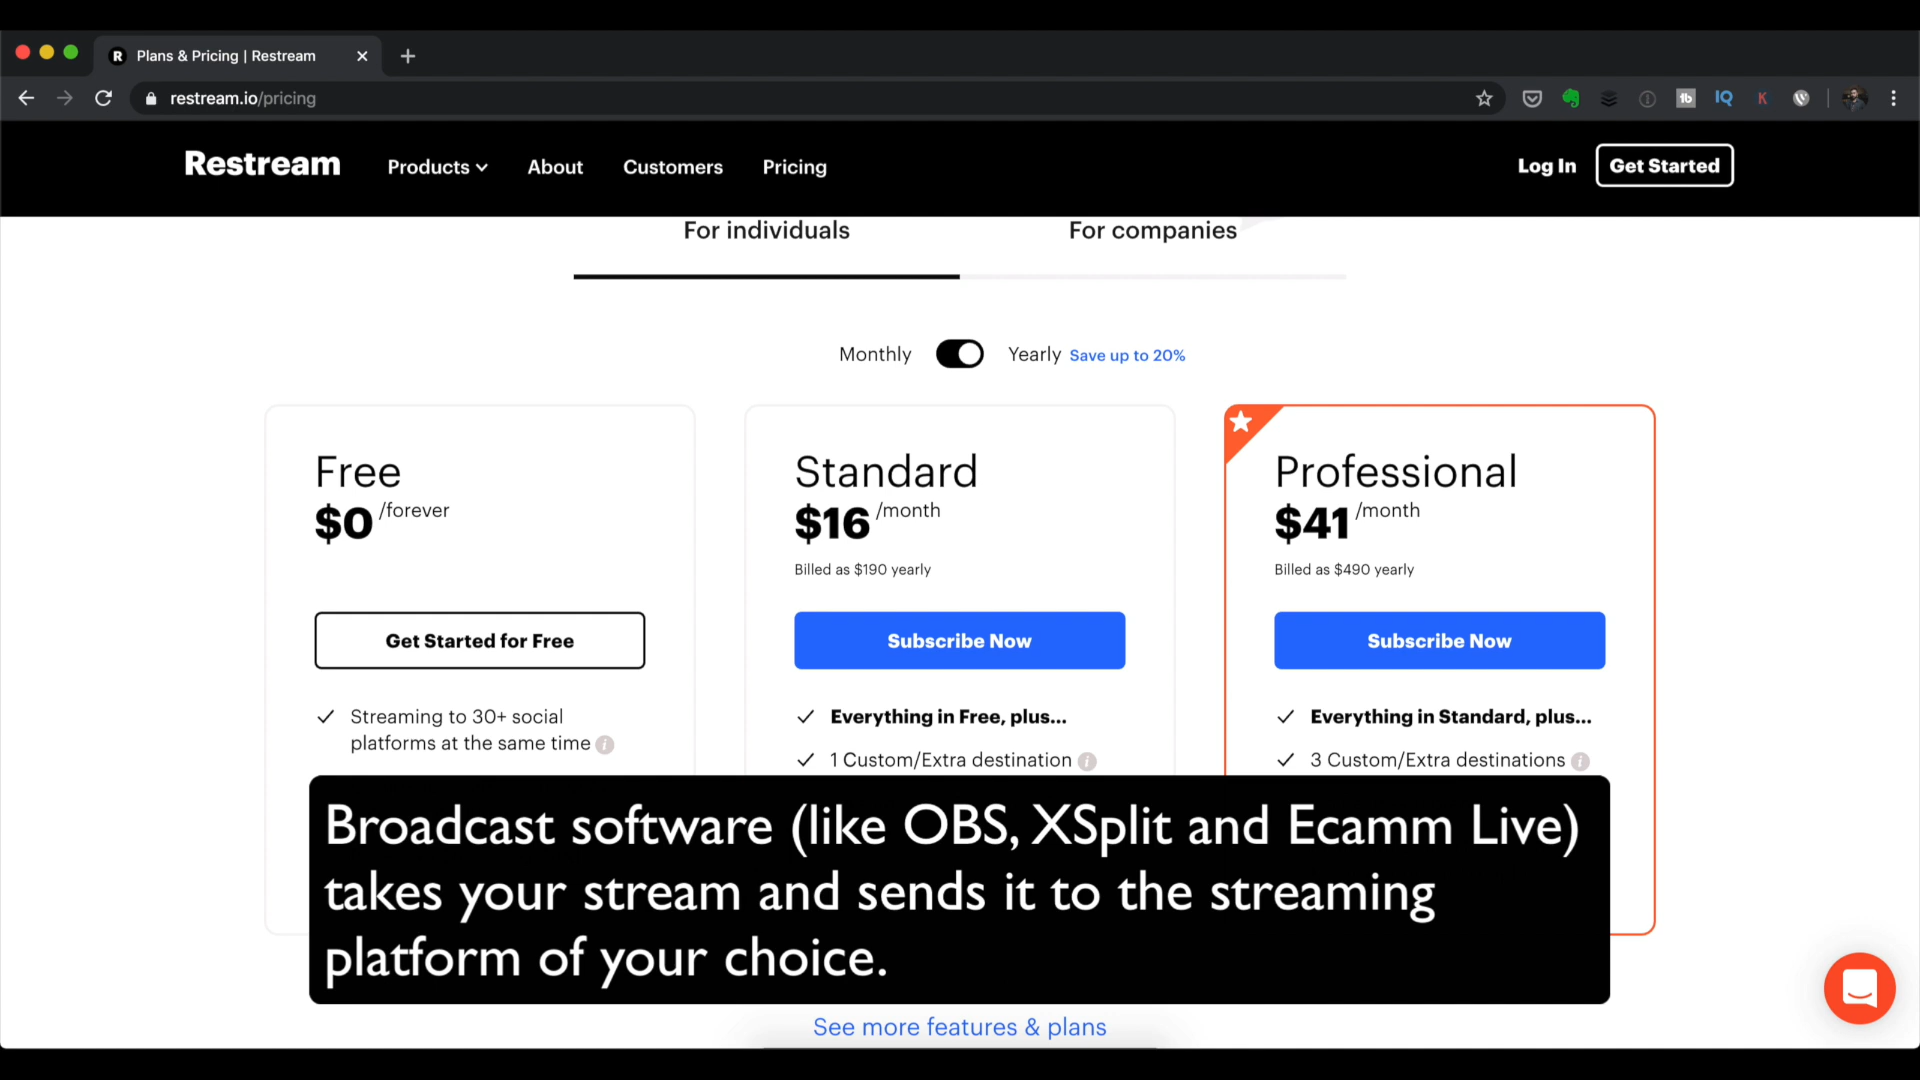 Plans & Pricing | Restream
restream.io/pricing
Restream
Products
About
Customers
Pricing
Log In
Get Started
For individuals
For companies
Monthly
Yearly
Save up to 20%
Free
$0 /forever
Get Started for Free
Streaming to 30+ social
platforms at the same time
Standard
$16 /month
Billed as $190 yearly
Subscribe Now
Everything in Free, plus...
1 Custom/Extra destination
Professional
$41 /month
Billed as $490 yearly
Subscribe Now
Everything in Standard, plus...
3 Custom/Extra destinations
Broadcast software (like OBS, XSplit and Ecamm Live)
takes your stream and sends it to the streaming
platform of your choice.
See more features & plans